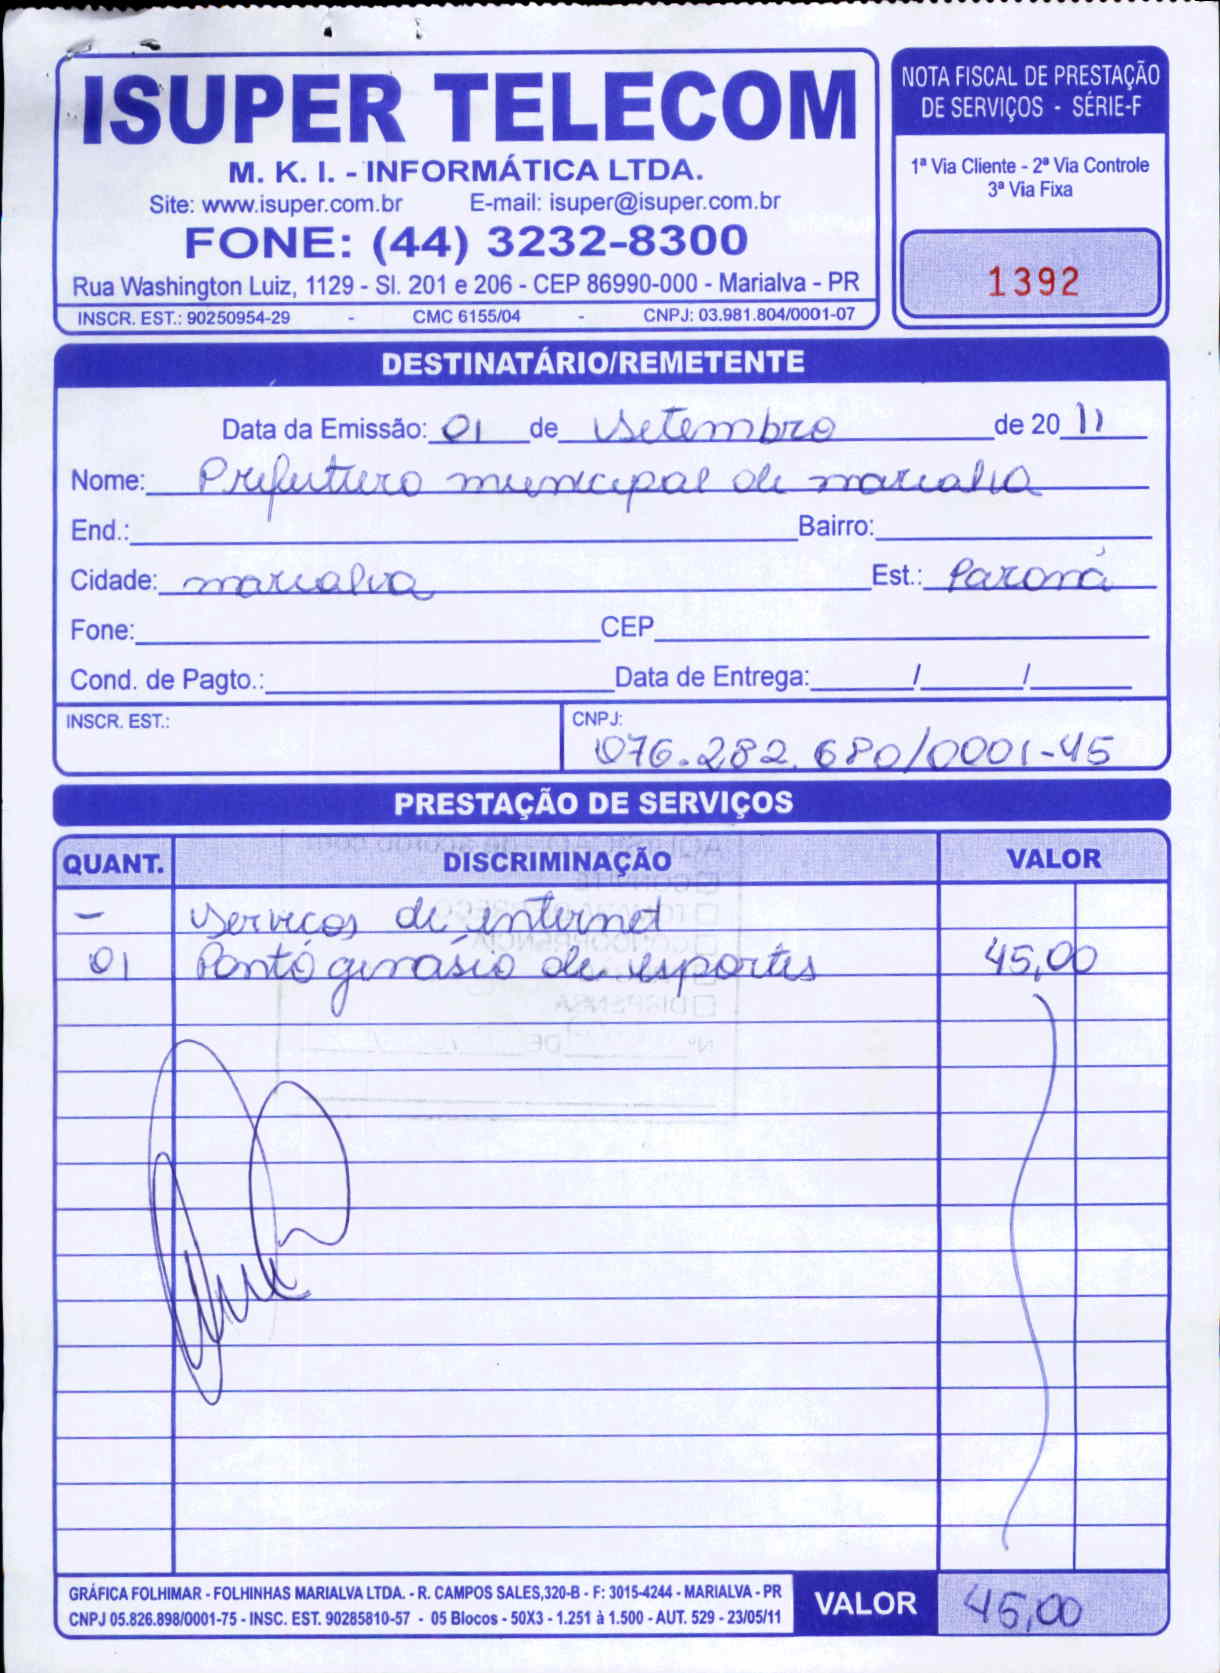 ISUPER TELECOM
M. K. I. - INFORMÁTICA LTDA.
Site: www.isuper.com.br E-mail: isuper@isuper.com.br
FONE: (44) 3232-8300
Rua Washington Luiz, 1129 - Sl. 201 e 206 - CEP 86990-000 - Marialva - PR
INSCR. EST.: 90250954-29 - CMC 6155/04 - CNPJ: 03.981.804/0001-07
NOTA FISCAL DE PRESTAÇÃO
DE SERVIÇOS - SÉRIE-F
1ª Via Cliente - 2ª Via Controle
3ª Via Fixa
1392
DESTINATÁRIO/REMETENTE
Data da Emissão: 01 de Setembro de 20 11
Nome: Prefeitura municipal de marialva
End.: Bairro:
Cidade: marialva Est.: Paraná
Fone: CEP
Cond. de Pagto.: Data de Entrega: / /
INSCR. EST.:
CNPJ:
076.282.680/0001-45
PRESTAÇÃO DE SERVIÇOS
QUANT. DISCRIMINAÇÃO VALOR
- Serviços de internet
01 Ponto ginásio de esportes 45,00
GRÁFICA FOLHIMAR - FOLHINHAS MARIALVA LTDA. - R. CAMPOS SALES,320-B - F: 3015-4244 - MARIALVA - PR
CNPJ 05.826.898/0001-75 - INSC. EST. 90285810-57 - 05 Blocos - 50X3 - 1.251 à 1.500 - AUT. 529 - 23/05/11
VALOR 45,00